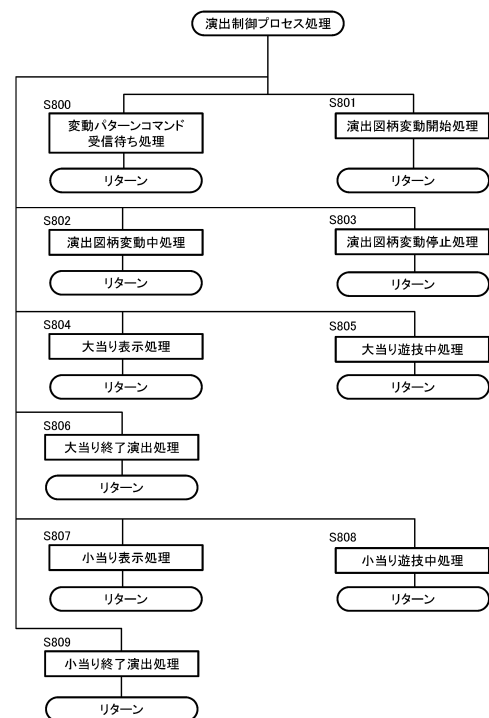 演出制御プロセス処理
S800
変動パターンコマンド
受信待ち処理
リターン
S801
演出図柄変動開始処理
リターン
S802
演出図柄変動中処理
リターン
S803
演出図柄変動停止処理
リターン
S804
大当り表示処理
リターン
S805
大当り遊技中処理
リターン
S806
大当り終了演出処理
リターン
S807
小当り表示処理
リターン
S808
小当り遊技中処理
リターン
S809
小当り終了演出処理
リターン